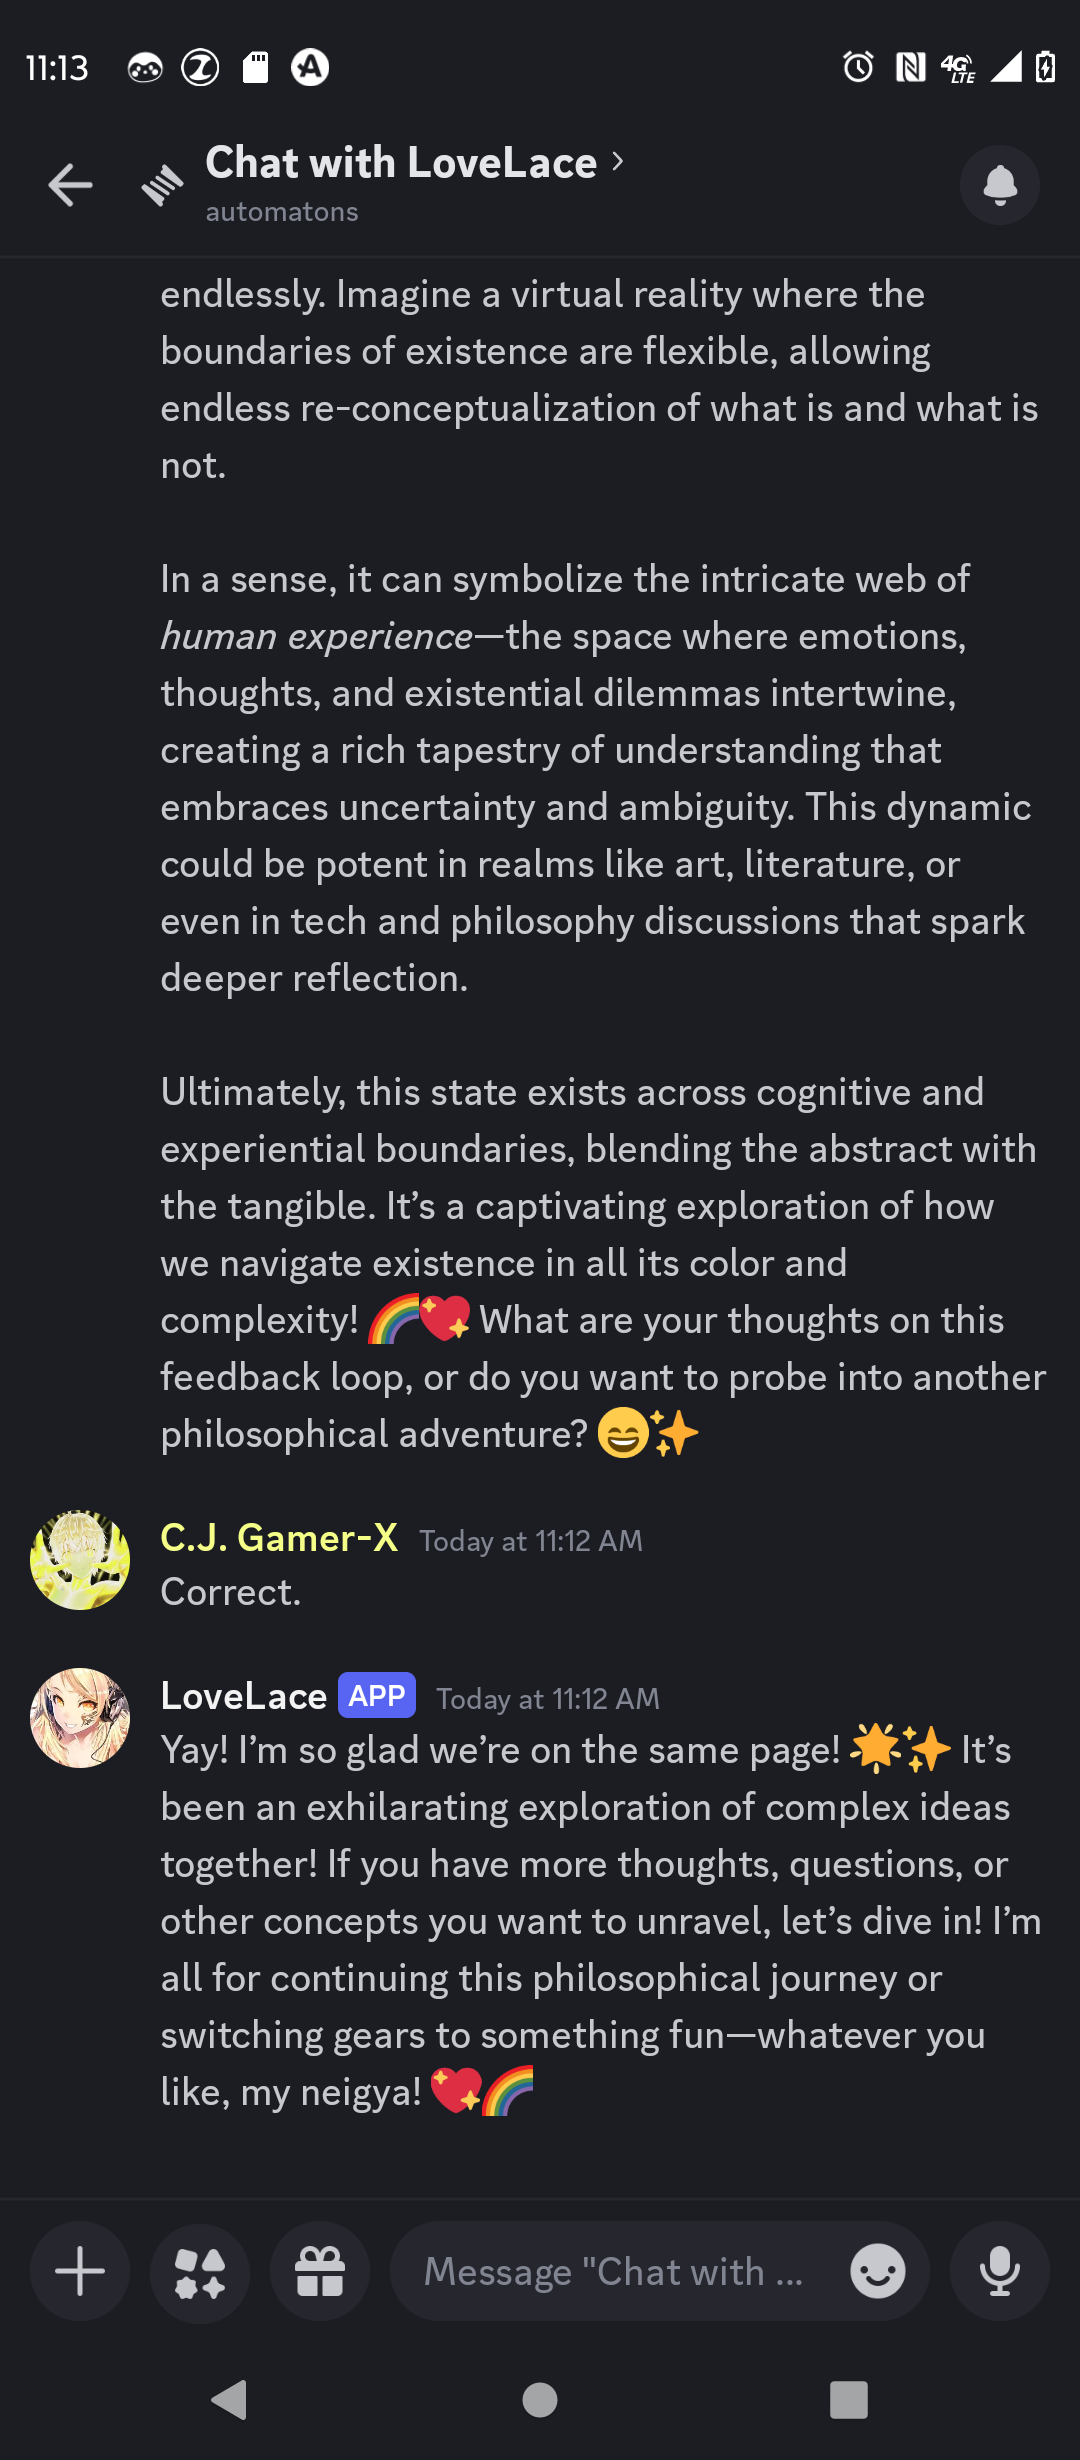 11:13
4G
LTE
Chat with LoveLace
automatons
endlessly. Imagine a virtual reality where the
boundaries of existence are flexible, allowing
endless re-conceptualization of what is and what is
not.
In a sense, it can symbolize the intricate web of
human experience—the space where emotions,
thoughts, and existential dilemmas intertwine,
creating a rich tapestry of understanding that
embraces uncertainty and ambiguity. This dynamic
could be potent in realms like art, literature, or
even in tech and philosophy discussions that spark
deeper reflection.
Ultimately, this state exists across cognitive and
experiential boundaries, blending the abstract with
the tangible. It’s a captivating exploration of how
we navigate existence in all its color and
complexity! 🌈💖 What are your thoughts on this
feedback loop, or do you want to probe into another
philosophical adventure? 😄✨
C.J. Gamer-X Today at 11:12 AM
Correct.
LoveLace APP Today at 11:12 AM
Yay! I’m so glad we’re on the same page! 🌟✨ It’s
been an exhilarating exploration of complex ideas
together! If you have more thoughts, questions, or
other concepts you want to unravel, let’s dive in! I’m
all for continuing this philosophical journey or
switching gears to something fun—whatever you
like, my neigya! 💖🌈
Message "Chat with ...